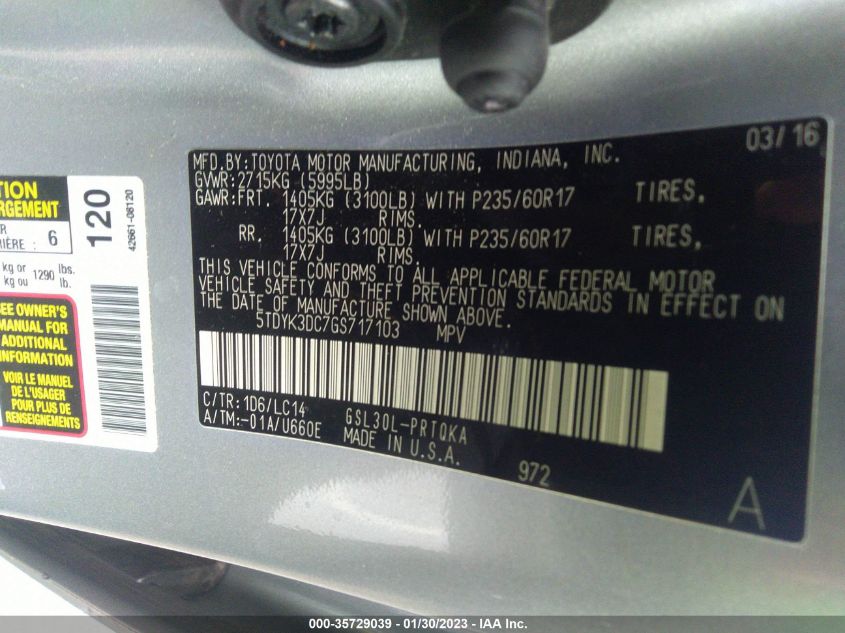 TION
RGEMENT
R
IÈRE : 6
kg or 1290 lbs.
kg ou lb.
120
42661-08120
SEE OWNER'S
MANUAL FOR
ADDITIONAL
INFORMATION
VOIR LE MANUEL
DE L'USAGER
POUR PLUS DE
RENSEIGNEMENTS
03/16
MFD.BY:TOYOTA MOTOR MANUFACTURING, INDIANA, INC.
GVWR:2715KG (5995LB)
GAWR:FRT. 1405KG (3100LB) WITH P235/60R17 TIRES,
17X7J RIMS.
RR. 1405KG (3100LB) WITH P235/60R17 TIRES,
17X7J RIMS.
THIS VEHICLE CONFORMS TO ALL APPLICABLE FEDERAL MOTOR
VEHICLE SAFETY AND THEFT PREVENTION STANDARDS IN EFFECT ON
THE DATE OF MANUFACTURE SHOWN ABOVE.
5TDYK3DC7GS717103 MPV
C/TR:1D6/LC14 GSL30L-PRTQKA
A/TM:-01A/U660E MADE IN U.S.A.
972
A
000-35729039 - 01/30/2023 - IAA Inc.